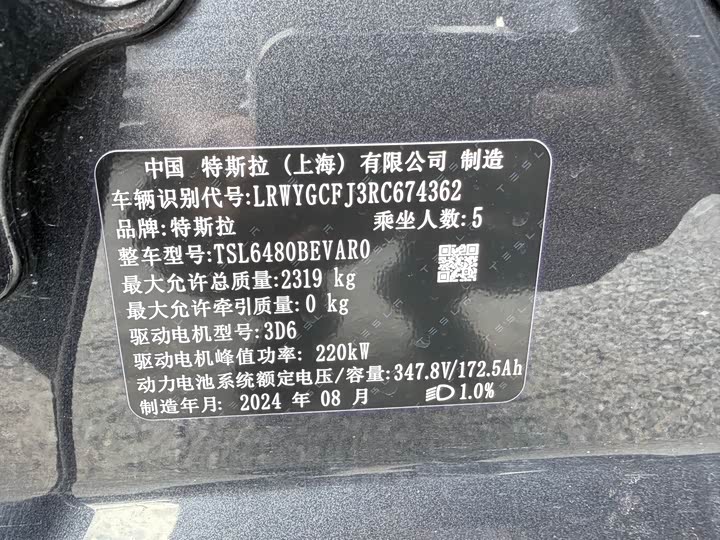 中国 特斯拉 (上海) 有限公司 制造
车辆识别代号:LRWYGCFJ3RC674362
品牌:特斯拉 乘坐人数:5
整车型号:TSL6480BEVAR0
最大允许总质量:2319 kg
最大允许牵引质量:0 kg
驱动电机型号:3D6
驱动电机峰值功率: 220kW
动力电池系统额定电压/容量:347.8V/172.5Ah
制造年月: 2024 年 08 月 1.0%